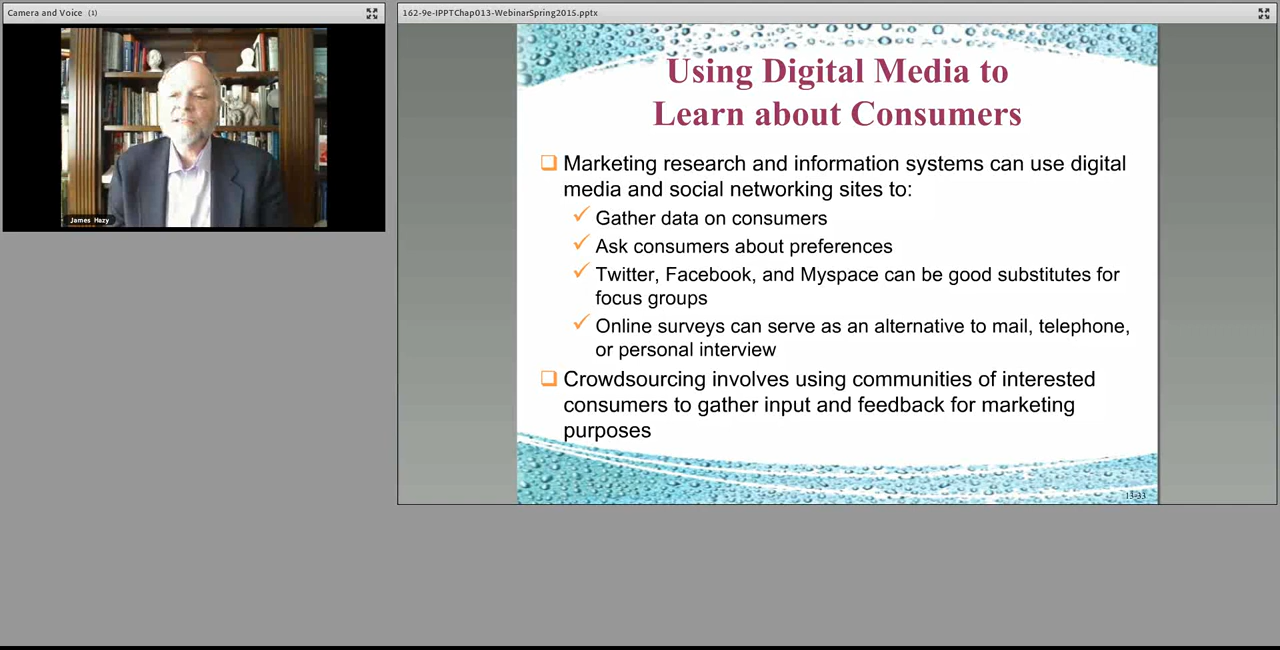 Camera and Voice (1)
162-9e-IPPTChap013-WebinarSpring2015.pptx
James Hazy
Using Digital Media to
Learn about Consumers
Marketing research and information systems can use digital
media and social networking sites to:
Gather data on consumers
Ask consumers about preferences
Twitter, Facebook, and Myspace can be good substitutes for
focus groups
Online surveys can serve as an alternative to mail, telephone,
or personal interview
Crowdsourcing involves using communities of interested
consumers to gather input and feedback for marketing
purposes
13-33